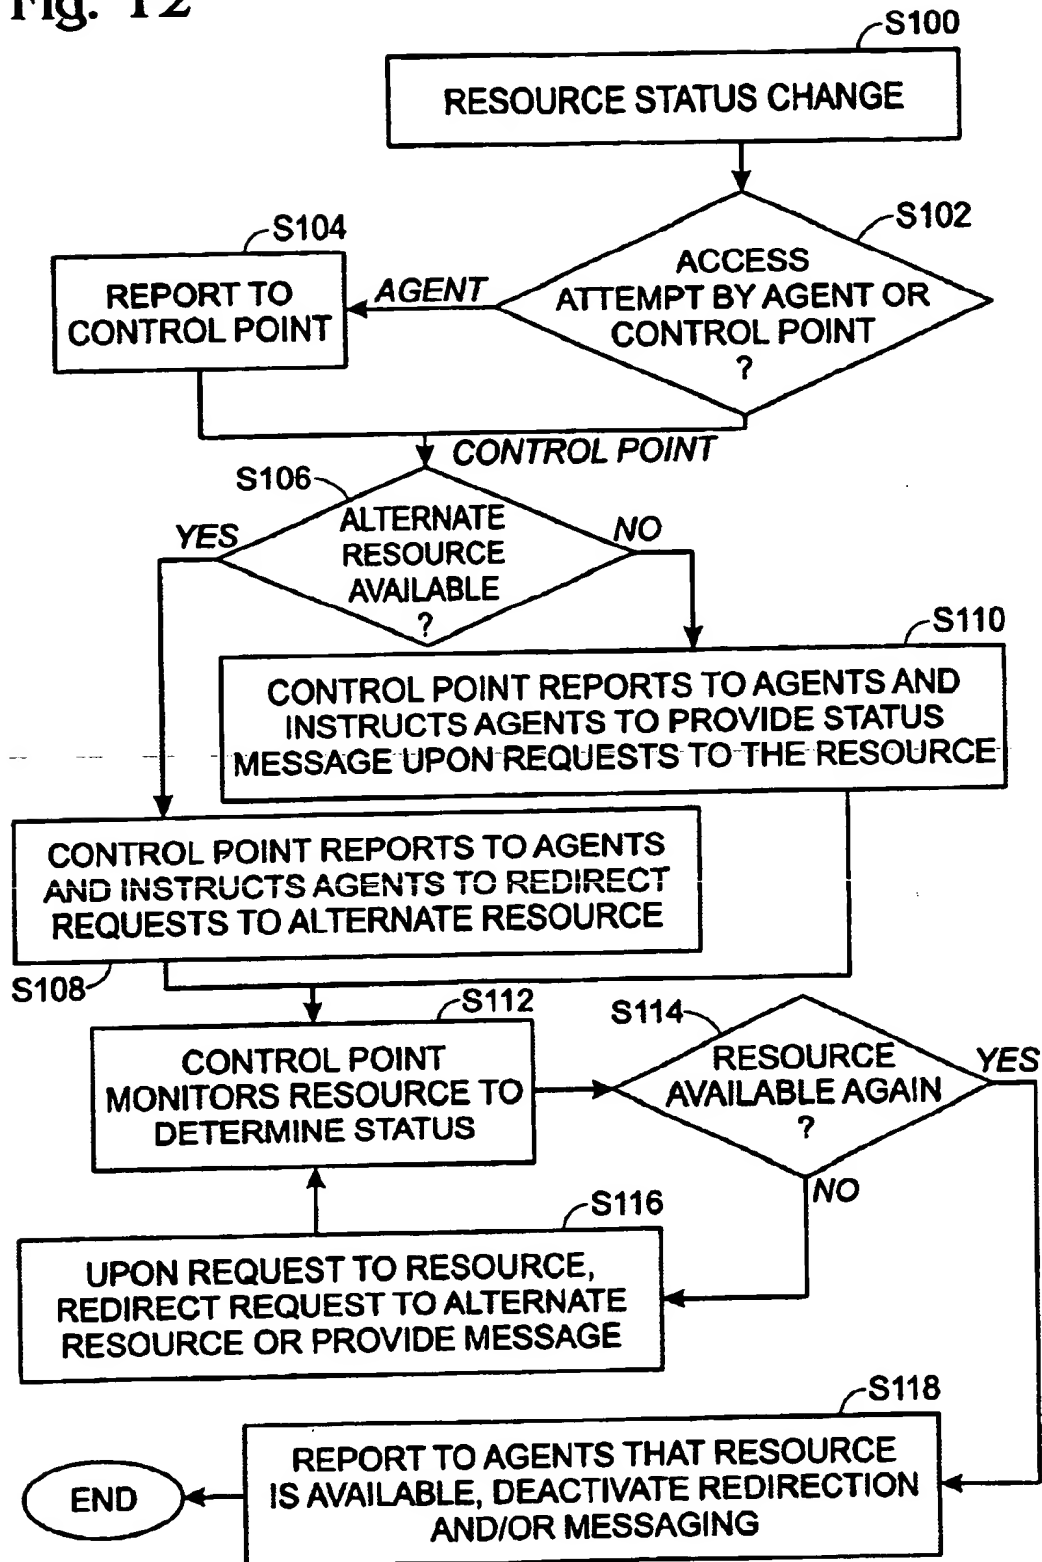 Fig. 12
S100
RESOURCE STATUS CHANGE
S102
ACCESS
ATTEMPT BY AGENT OR
CONTROL POINT
?
S104
AGENT
REPORT TO
CONTROL POINT
CONTROL POINT
S106
YES
ALTERNATE
RESOURCE
AVAILABLE
?
NO
S110
CONTROL POINT REPORTS TO AGENTS AND
INSTRUCTS AGENTS TO PROVIDE STATUS
MESSAGE UPON REQUESTS TO THE RESOURCE
CONTROL POINT REPORTS TO AGENTS
AND INSTRUCTS AGENTS TO REDIRECT
REQUESTS TO ALTERNATE RESOURCE
S108
S112
CONTROL POINT
MONITORS RESOURCE TO
DETERMINE STATUS
S114
RESOURCE
AVAILABLE AGAIN
?
YES
NO
S116
UPON REQUEST TO RESOURCE,
REDIRECT REQUEST TO ALTERNATE
RESOURCE OR PROVIDE MESSAGE
S118
REPORT TO AGENTS THAT RESOURCE
IS AVAILABLE, DEACTIVATE REDIRECTION
AND/OR MESSAGING
END